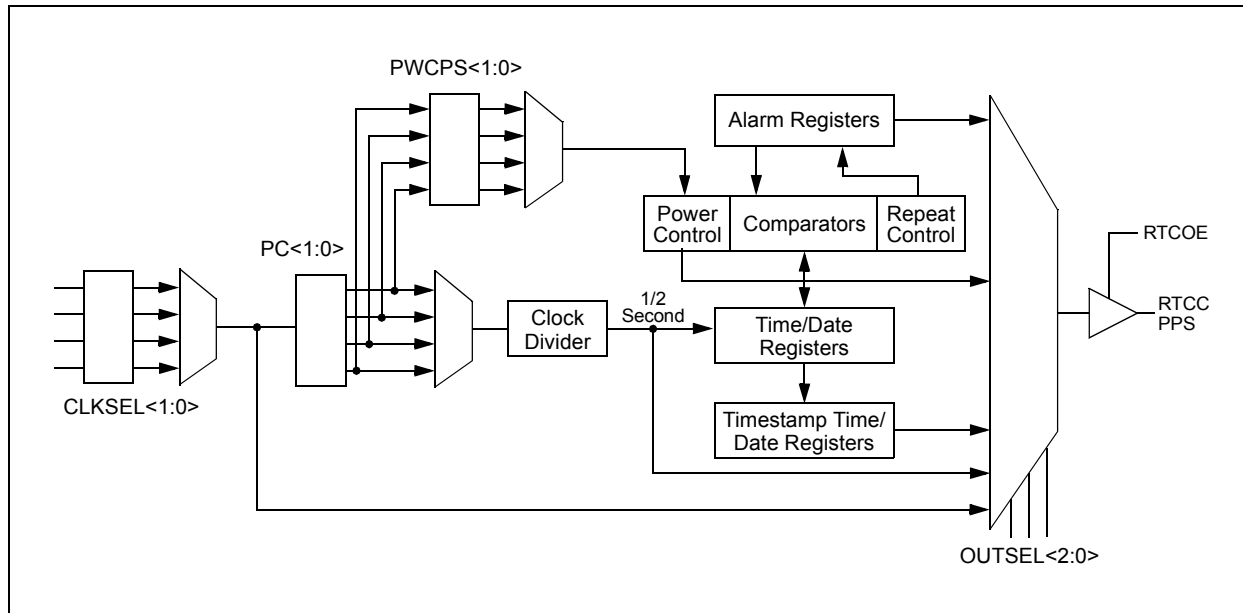 PWCPS<1:0>
Alarm Registers
Power
Control
Comparators
Repeat
Control
RTCOE
PC<1:0>
1/2
Second
RTCC
PPS
Clock
Divider
Time/Date
Registers
CLKSEL<1:0>
Timestamp Time/
Date Registers
OUTSEL<2:0>